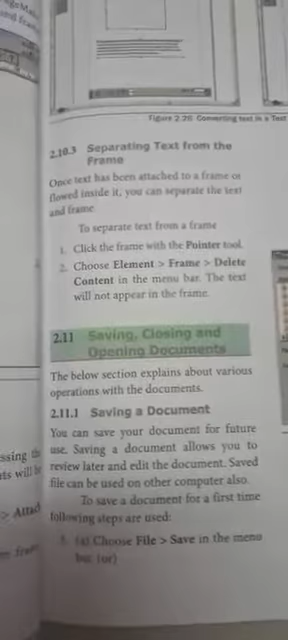 Figure 2.26 Converting text in a Text
2.10.3 Separating Text from the
Frame
Once text has been attached to a frame or
flowed inside it, you can separate the text
and frame.
To separate text from a frame
1. Click the frame with the Pointer tool.
2. Choose Element > Frame > Delete
Content in the menu bar. The text
will not appear in the frame.
2.11 Saving, Closing and
Opening Documents
The below section explains about various
operations with the documents.
2.11.1 Saving a Document
You can save your document for future
use. Saving a document allows you to
review later and edit the document. Saved
file can be used on other computer also.
To save a document for a first time
following steps are used:
1. (a) Choose File > Save in the menu
bar. (or)